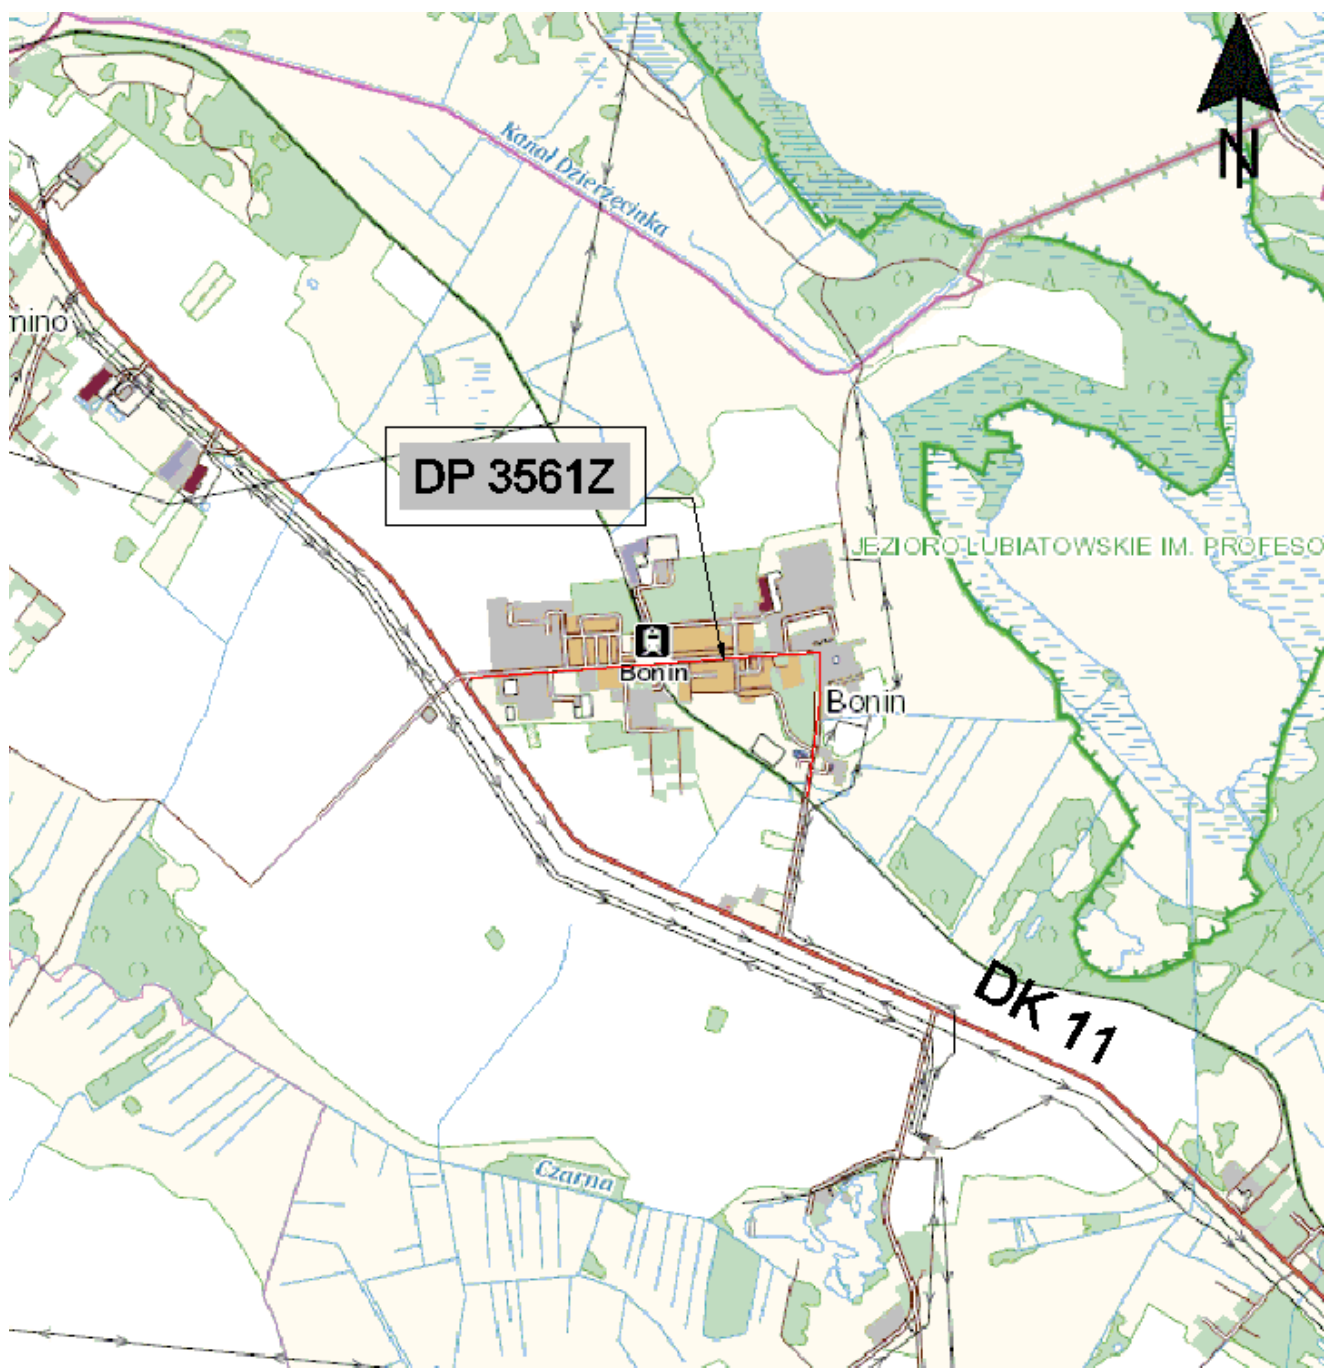 N
Kanał Dzierżęcinka
mino
DP 3561Z
JEZIORO LUBIATOWSKIE IM. PROFESO
Bonin
Bonin
DK 11
Czarna